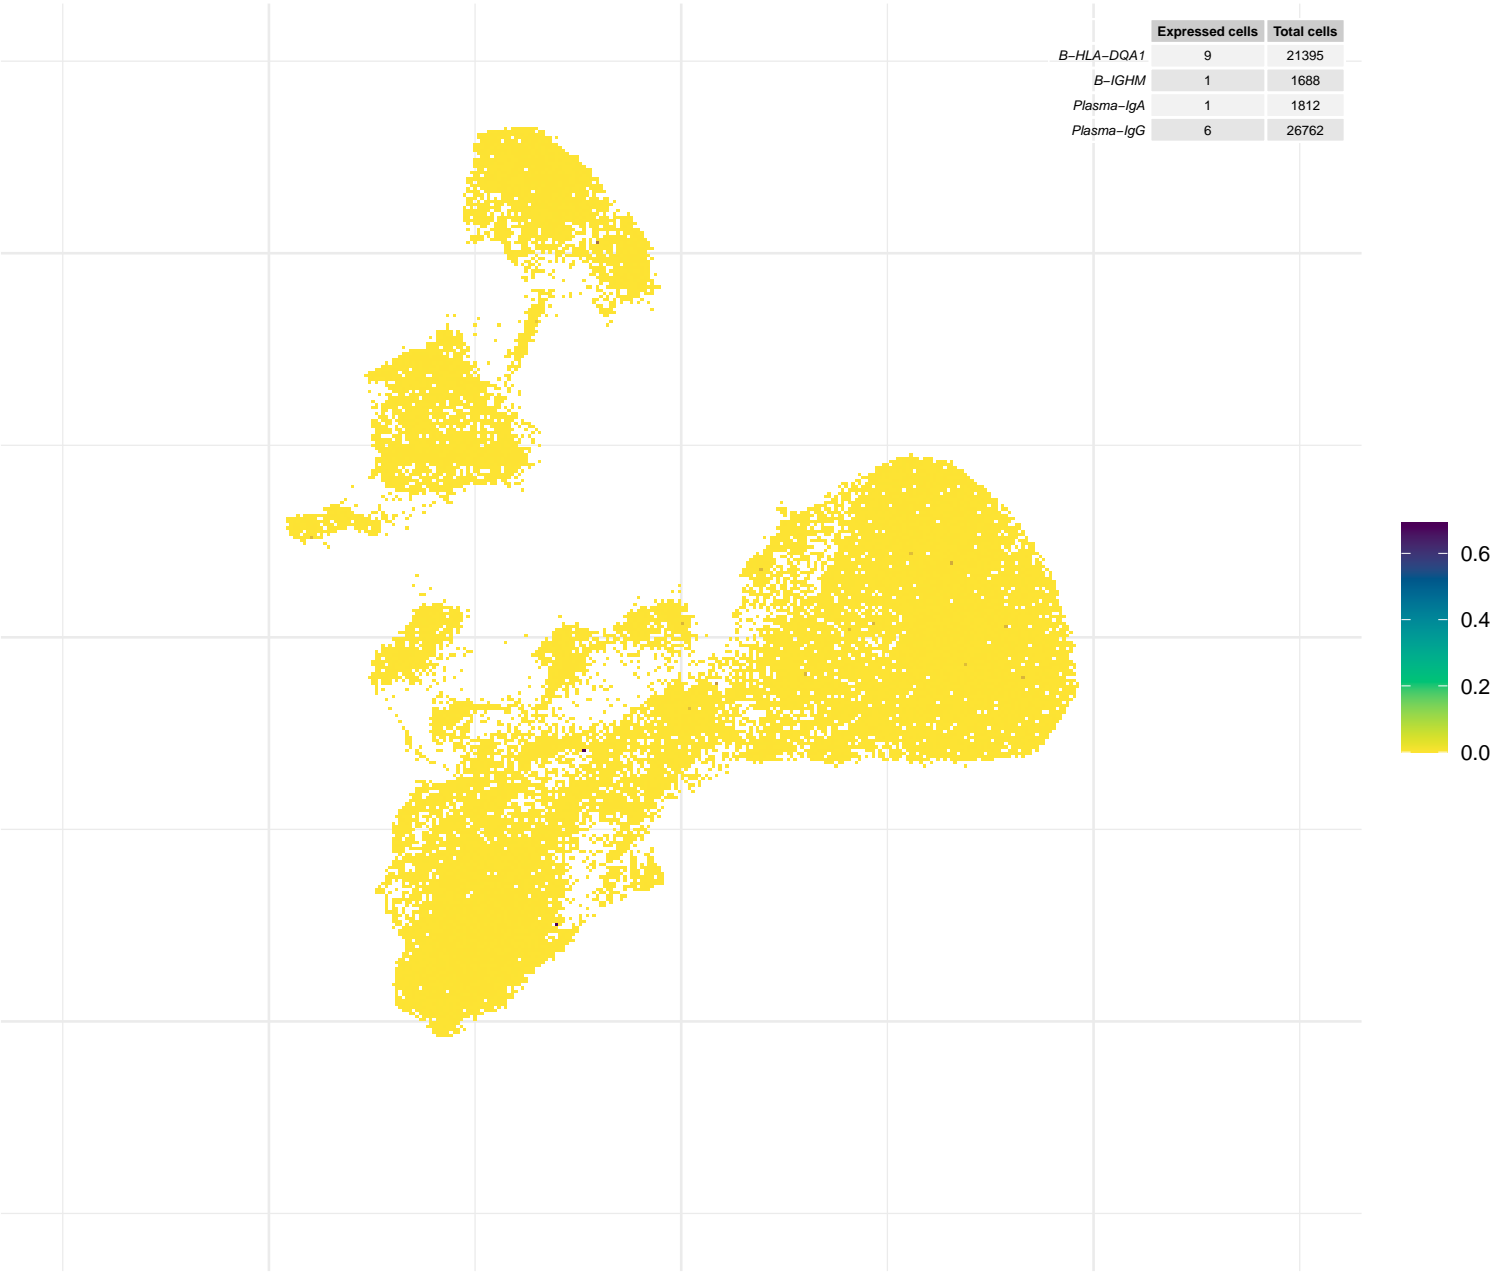 Expressed cells Total cells
B−HLA−DQA1 9 21395
B−IGHM 1 1688
Plasma−IgA 1 1812
Plasma−IgG 6 26762
0.6
0.4
0.2
0.0